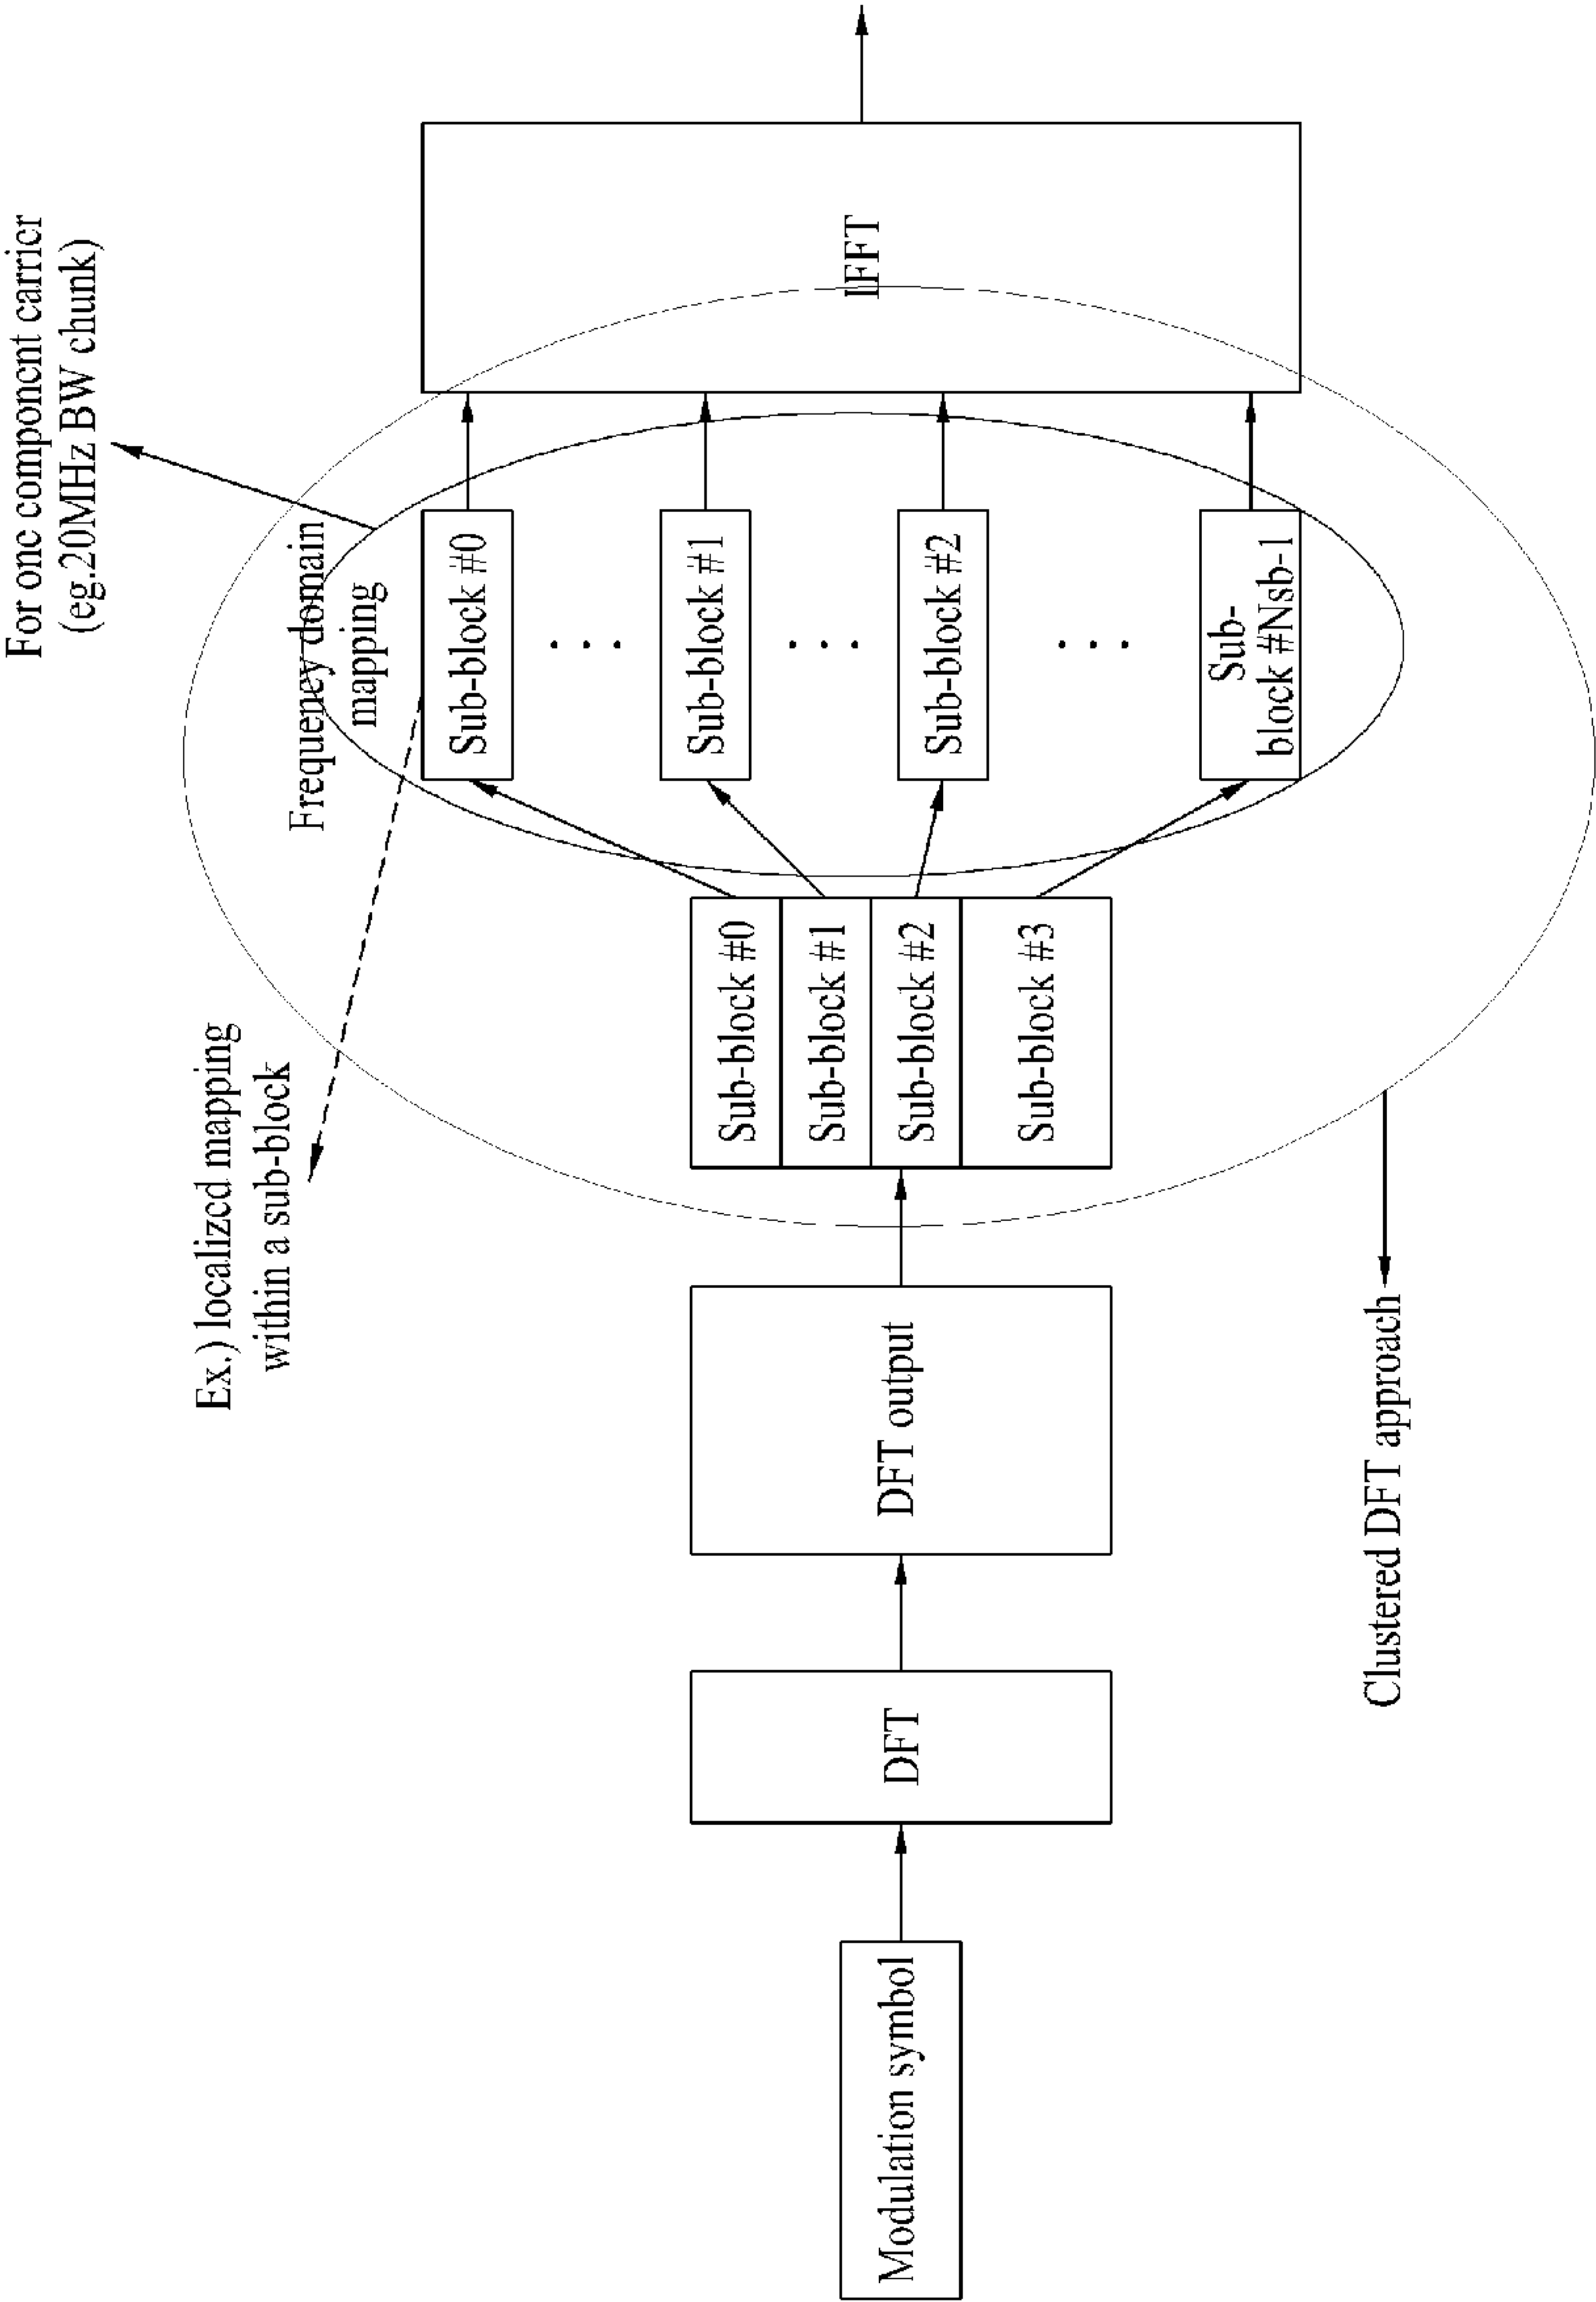 For one component carrier
(eg.20MHz BW chunk)
Ex.) localized mapping
within a sub-block
Frequency domain
mapping
Modulation symbol
DFT
DFT output
Sub-block #0
Sub-block #1
Sub-block #2
Sub-block #3
Sub-block #0
. . .
Sub-block #1
. . .
Sub-block #2
. . .
Sub-
block #Nsb-1
IFFT
Clustered DFT approach